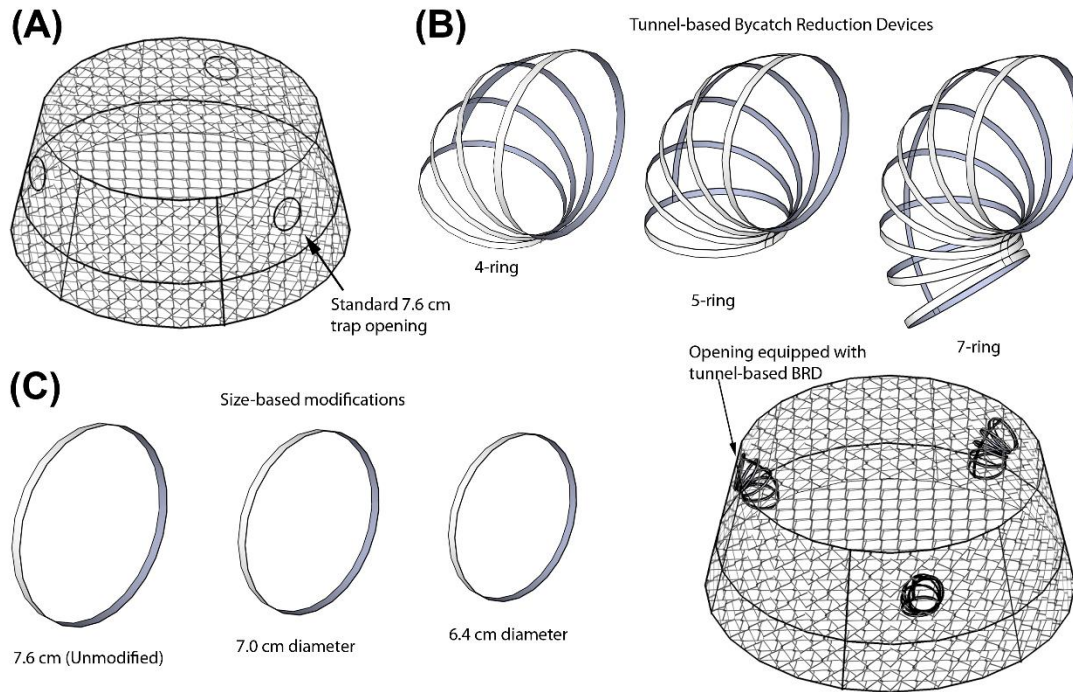 (A)
Standard 7.6 cm
trap opening
(B)
Tunnel-based Bycatch Reduction Devices
4-ring
5-ring
7-ring
Opening equipped with
tunnel-based BRD
(C)
Size-based modifications
7.6 cm (Unmodified)
7.0 cm diameter
6.4 cm diameter